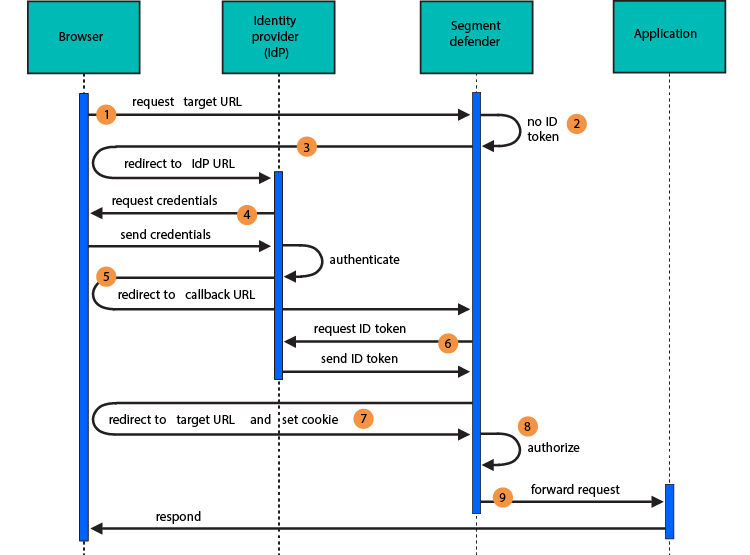 Browser
Identity
provider
(IdP)
Segment
defender
Application
request target URL
1
no ID
token
2
3
redirect to IdP URL
request credentials
4
send credentials
authenticate
5
redirect to callback URL
request ID token
6
send ID token
redirect to target URL and set cookie
7
8
authorize
9
forward request
respond